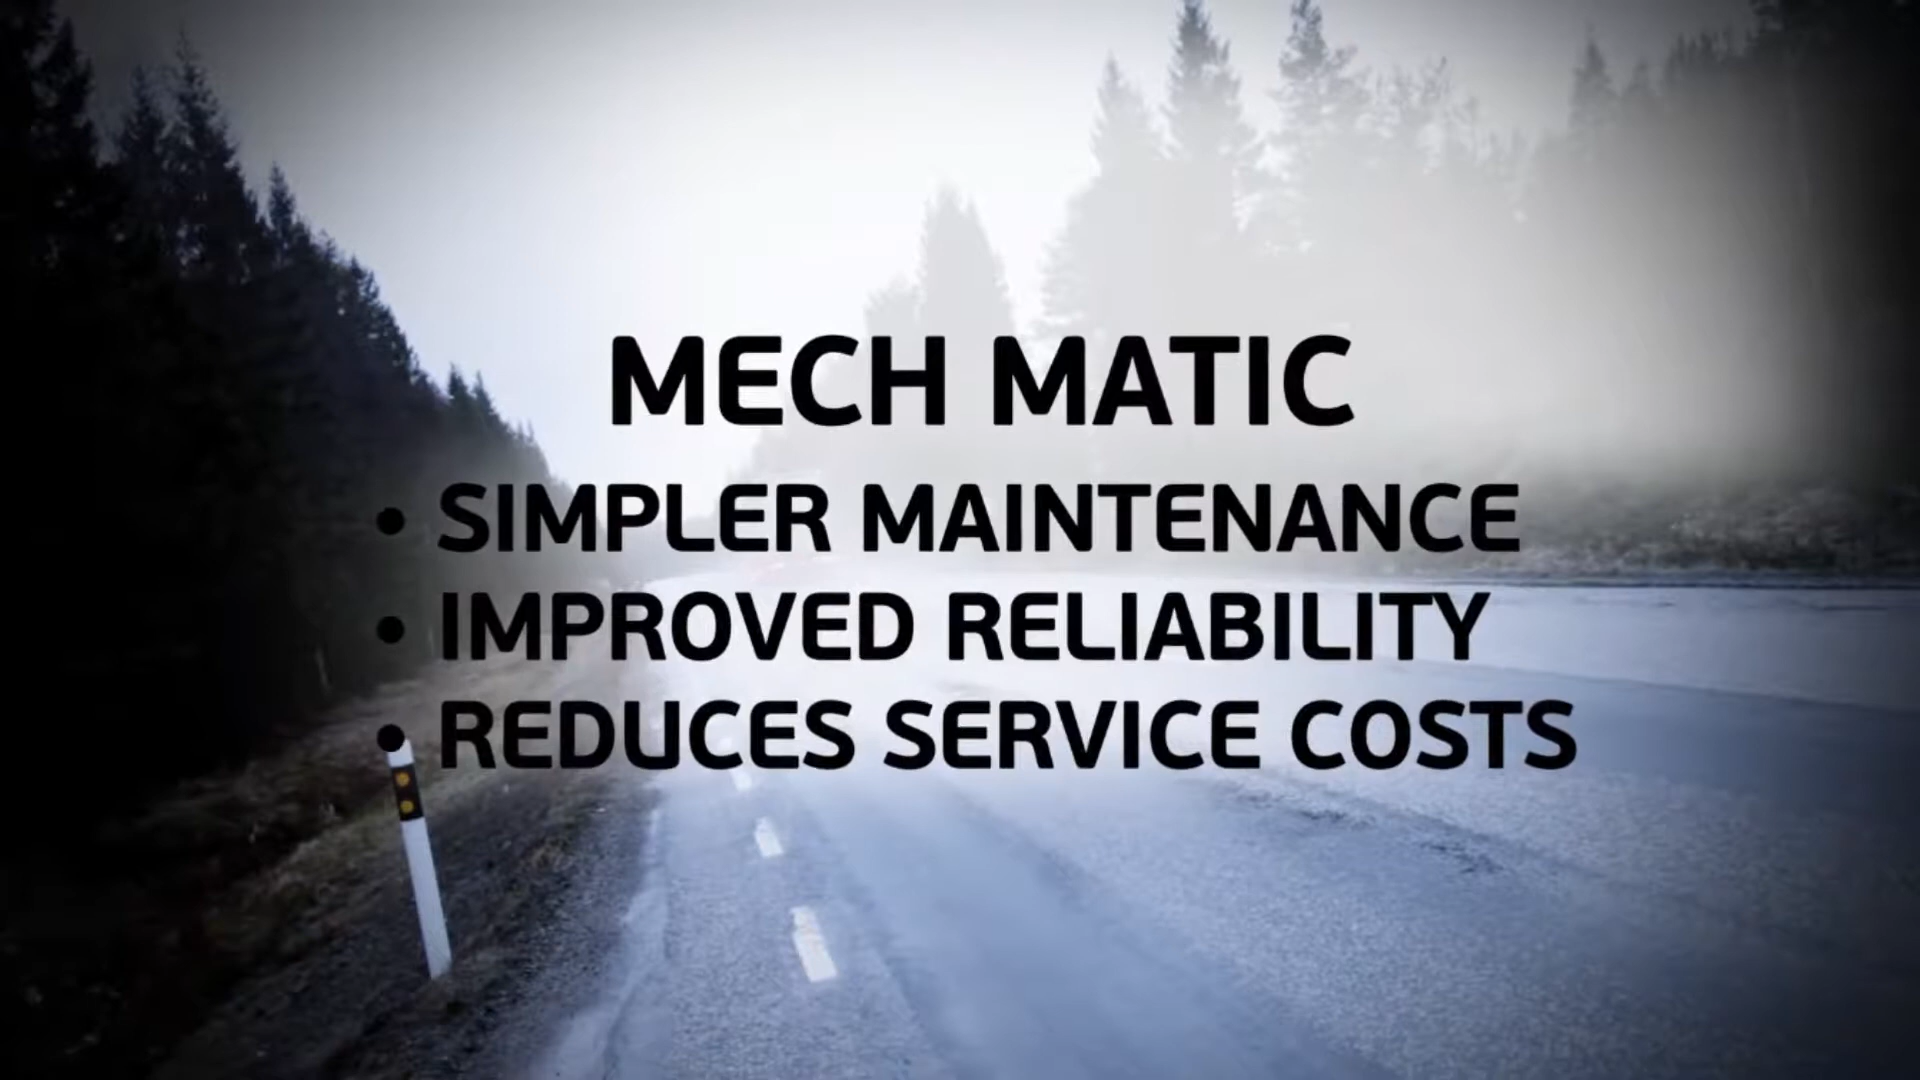 MECH MATIC
• SIMPLER MAINTENANCE
• IMPROVED RELIABILITY
• REDUCES SERVICE COSTS